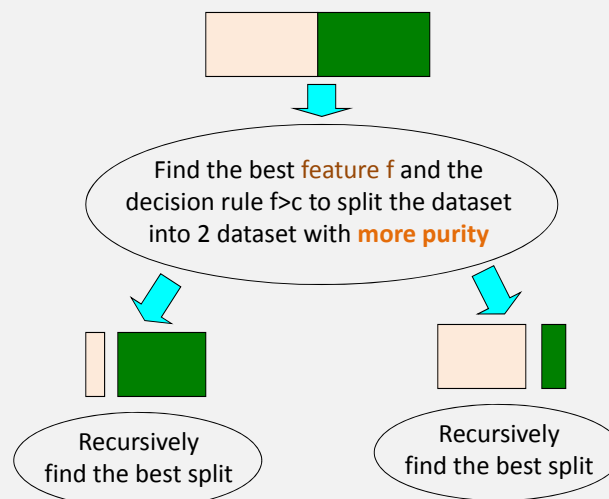 Find the best feature f and the
decision rule f>c to split the dataset
into 2 dataset with more purity
Recursively
find the best split
Recursively
find the best split